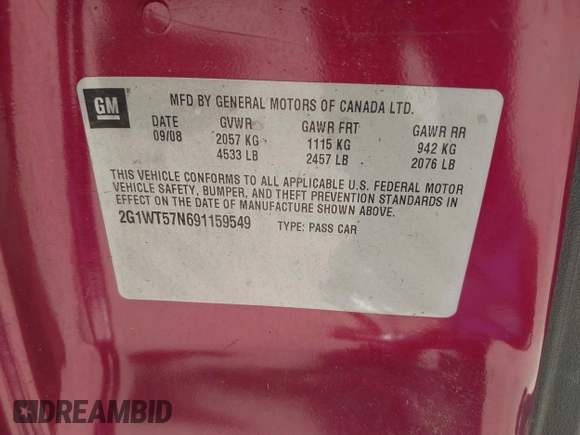 GM
MFD BY GENERAL MOTORS OF CANADA LTD.
DATE GVWR GAWR FRT GAWR RR
09/08 2057 KG 1115 KG 942 KG
4533 LB 2457 LB 2076 LB
THIS VEHICLE CONFORMS TO ALL APPLICABLE U.S. FEDERAL MOTOR
VEHICLE SAFETY, BUMPER, AND THEFT PREVENTION STANDARDS IN
EFFECT ON THE DATE OF MANUFACTURE SHOWN ABOVE.
2G1WT57N691159549 TYPE: PASS CAR
DREAMBID